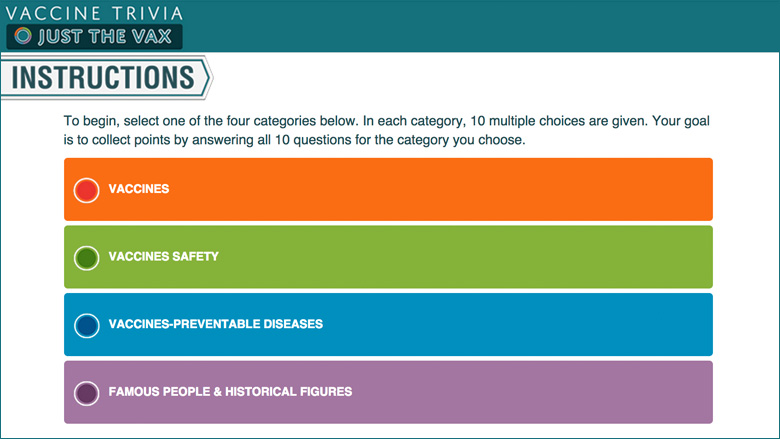 VACCINE TRIVIA
JUST THE VAX
INSTRUCTIONS
To begin, select one of the four categories below. In each category, 10 multiple choices are given. Your goal
is to collect points by answering all 10 questions for the category you choose.
VACCINES
VACCINES SAFETY
VACCINES-PREVENTABLE DISEASES
FAMOUS PEOPLE & HISTORICAL FIGURES